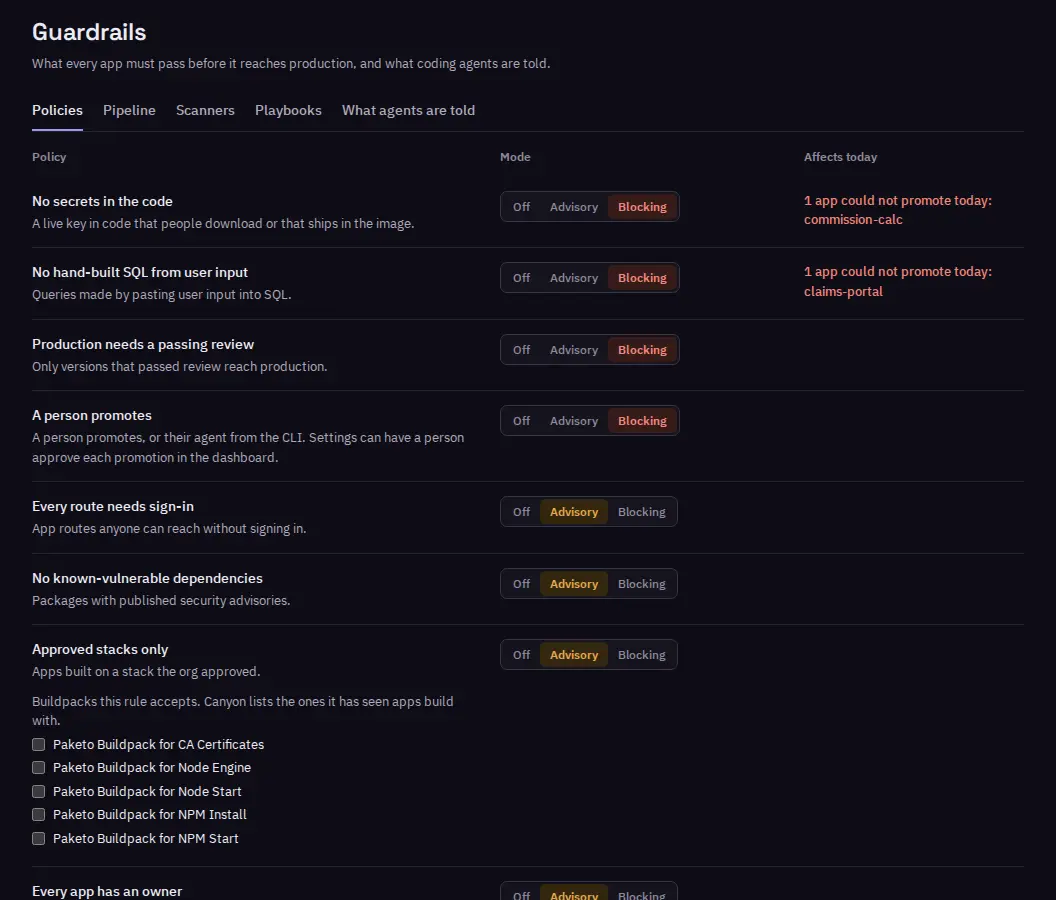 Guardrails
What every app must pass before it reaches production, and what coding agents are told.
Policies Pipeline Scanners Playbooks What agents are told
Policy Mode Affects today
No secrets in the code
A live key in code that people download or that ships in the image.
Off Advisory Blocking
1 app could not promote today:
commission-calc
No hand-built SQL from user input
Queries made by pasting user input into SQL.
Off Advisory Blocking
1 app could not promote today:
claims-portal
Production needs a passing review
Only versions that passed review reach production.
Off Advisory Blocking
A person promotes
A person promotes, or their agent from the CLI. Settings can have a person
approve each promotion in the dashboard.
Off Advisory Blocking
Every route needs sign-in
App routes anyone can reach without signing in.
Off Advisory Blocking
No known-vulnerable dependencies
Packages with published security advisories.
Off Advisory Blocking
Approved stacks only
Apps built on a stack the org approved.
Off Advisory Blocking
Buildpacks this rule accepts. Canyon lists the ones it has seen apps build
with.
Paketo Buildpack for CA Certificates
Paketo Buildpack for Node Engine
Paketo Buildpack for Node Start
Paketo Buildpack for NPM Install
Paketo Buildpack for NPM Start
Every app has an owner
Off Advisory Blocking